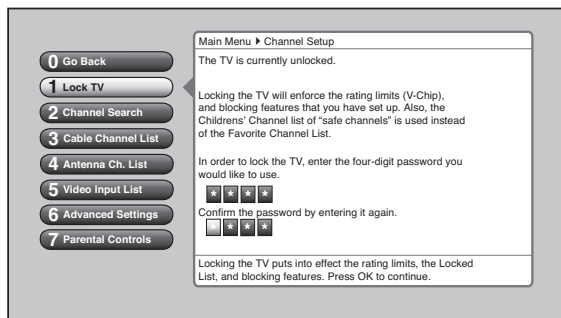 0 Go Back
1 Lock TV
2 Channel Search
3 Cable Channel List
4 Antenna Ch. List
5 Video Input List
6 Advanced Settings
7 Parental Controls
Main Menu ▶ Channel Setup
The TV is currently unlocked.
Locking the TV will enforce the rating limits (V-Chip),
and blocking features that you have set up. Also, the
Childrens’ Channel list of “safe channels” is used instead
of the Favorite Channel List.
In order to lock the TV, enter the four-digit password you
would like to use.
* * * *
Confirm the password by entering it again.
* * * *
Locking the TV puts into effect the rating limits, the Locked
List, and blocking features. Press OK to continue.